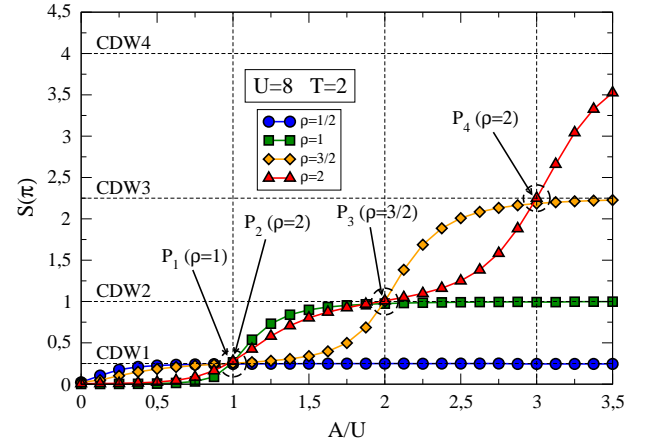 4,5
4
3,5
3
2,5
2
1,5
1
0,5
0
S(π)
CDW4
CDW3
CDW2
CDW1
U=8 T=2
ρ=1/2
ρ=1
ρ=3/2
ρ=2
P1 (ρ=1)
P2 (ρ=2)
P3 (ρ=3/2)
P4 (ρ=2)
0 0,5 1 1,5 2 2,5 3 3,5
A/U